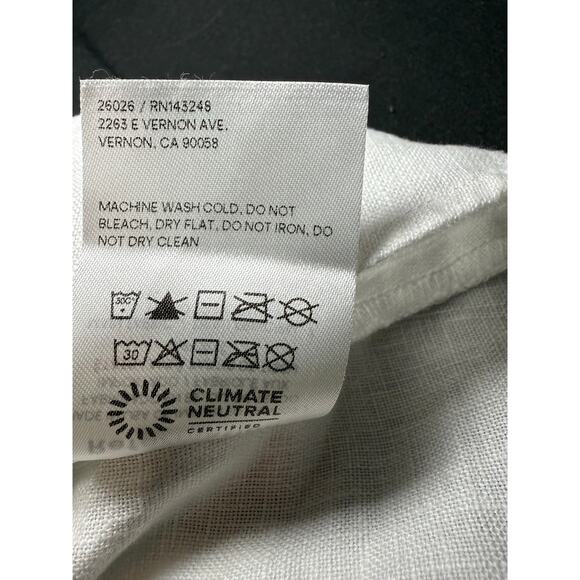 26026 / RN143248
2263 E VERNON AVE.
VERNON, CA 90058
MACHINE WASH COLD, DO NOT
BLEACH, DRY FLAT, DO NOT IRON, DO
NOT DRY CLEAN
30C°
30
CLIMATE
NEUTRAL
CERTIFIED